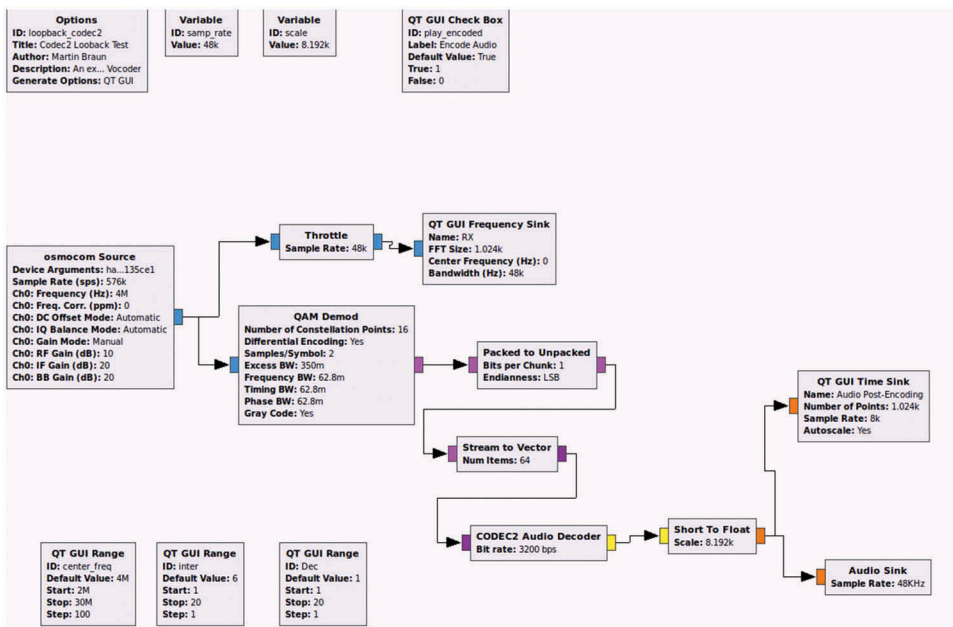 Options
ID: loopback_codec2
Title: Codec2 Looback Test
Author: Martin Braun
Description: An ex... Vocoder
Generate Options: QT GUI
Variable
ID: samp_rate
Value: 48k
Variable
ID: scale
Value: 8.192k
QT GUI Check Box
ID: play_encoded
Label: Encode Audio
Default Value: True
True: 1
False: 0
Throttle
Sample Rate: 48k
QT GUI Frequency Sink
Name: RX
FFT Size: 1.024k
Center Frequency (Hz): 0
Bandwidth (Hz): 48k
osmocom Source
Device Arguments: ha...135ce1
Sample Rate (sps): 576k
Ch0: Frequency (Hz): 4M
Ch0: Freq. Corr. (ppm): 0
Ch0: DC Offset Mode: Automatic
Ch0: IQ Balance Mode: Automatic
Ch0: Gain Mode: Manual
Ch0: RF Gain (dB): 10
Ch0: IF Gain (dB): 20
Ch0: BB Gain (dB): 20
QAM Demod
Number of Constellation Points: 16
Differential Encoding: Yes
Samples/Symbol: 2
Excess BW: 350m
Frequency BW: 62.8m
Timing BW: 62.8m
Phase BW: 62.8m
Gray Code: Yes
Packed to Unpacked
Bits per Chunk: 1
Endianness: LSB
QT GUI Time Sink
Name: Audio Post-Encoding
Number of Points: 1.024k
Sample Rate: 8k
Autoscale: Yes
Stream to Vector
Num Items: 64
CODEC2 Audio Decoder
Bit rate: 3200 bps
Short To Float
Scale: 8.192k
Audio Sink
Sample Rate: 48KHz
QT GUI Range
ID: center_freq
Default Value: 4M
Start: 2M
Stop: 30M
Step: 100
QT GUI Range
ID: inter
Default Value: 6
Start: 1
Stop: 20
Step: 1
QT GUI Range
ID: Dec
Default Value: 1
Start: 1
Stop: 20
Step: 1